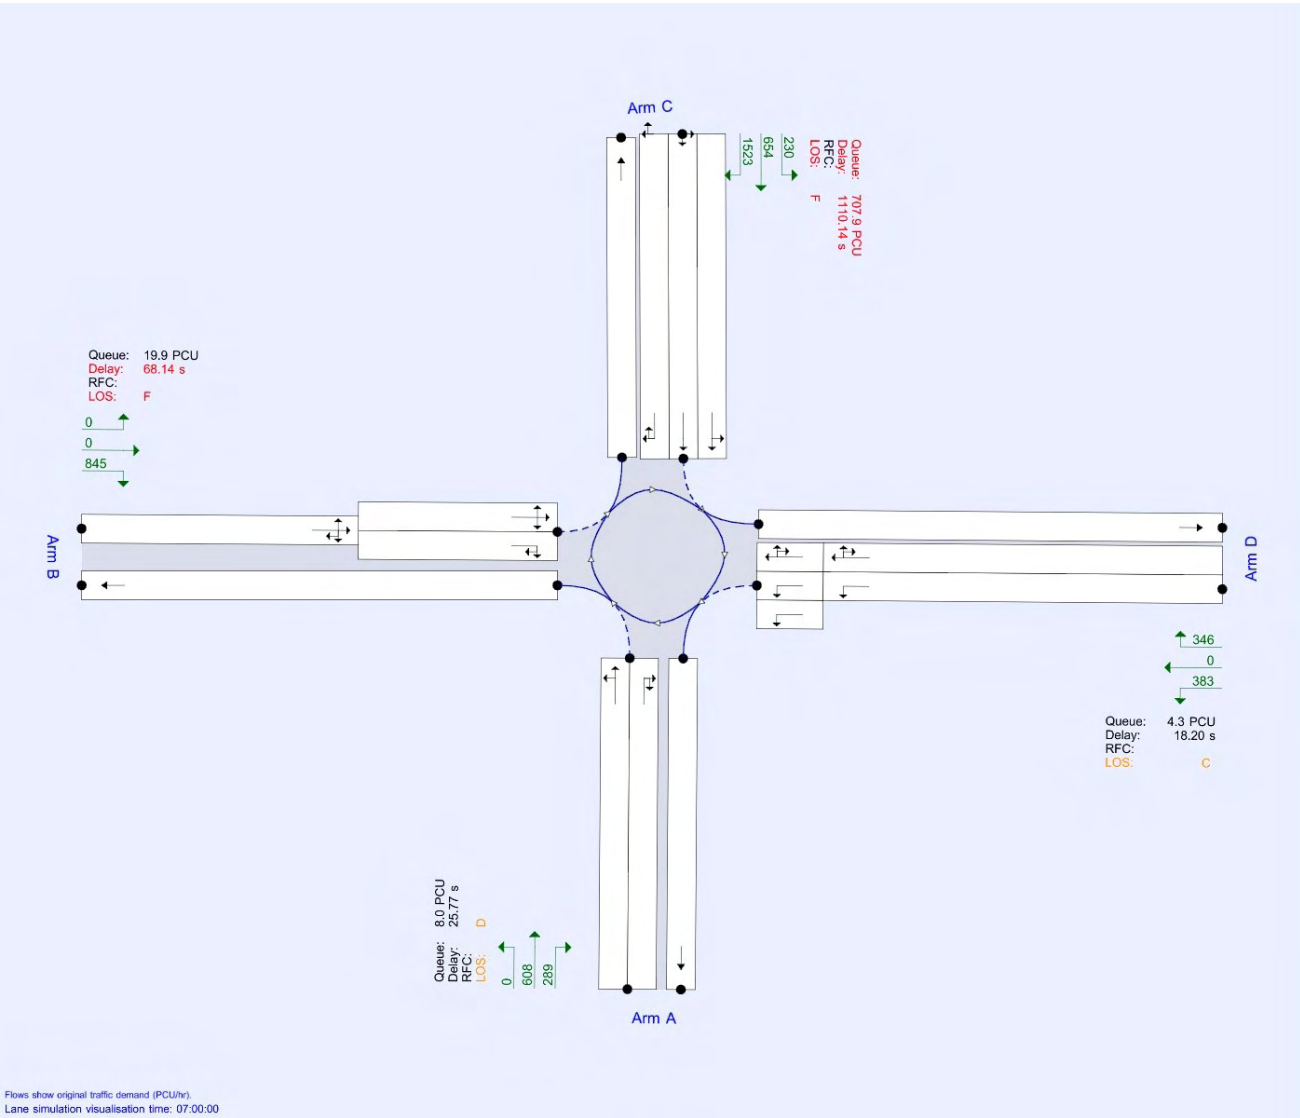 Arm C
1523
654
230
Queue: 707.9 PCU
Delay: 1110.14 s
RFC:
LOS: F
Queue: 19.9 PCU
Delay: 68.14 s
RFC:
LOS: F
0
0
845
Arm B
Arm D
346
0
383
Queue: 4.3 PCU
Delay: 18.20 s
RFC:
LOS: C
Queue: 8.0 PCU
Delay: 25.77 s
RFC:
LOS: D
0
608
289
Arm A
Flows show original traffic demand (PCU/hr).
Lane simulation visualisation time: 07:00:00